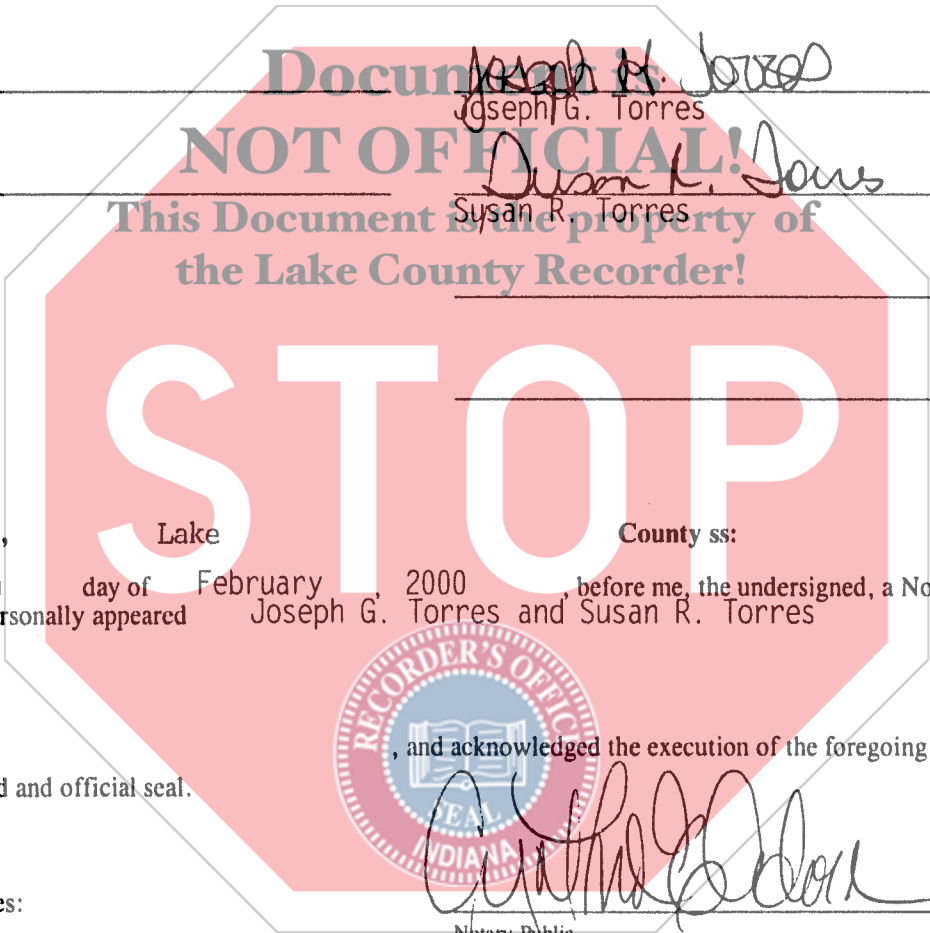 Document is
Joseph G. Torres
NOT OFFICIAL!
Susan R. Torres
This Document is the property of
the Lake County Recorder!
STOP
, Lake County ss:
day of February , 2000 , before me, the undersigned, a No
rsonally appeared Joseph G. Torres and Susan R. Torres
RECORDER'S OFFICE
, and acknowledged the execution of the foregoing
d and official seal.
SEAL
INDIANA
es:
Notary Public